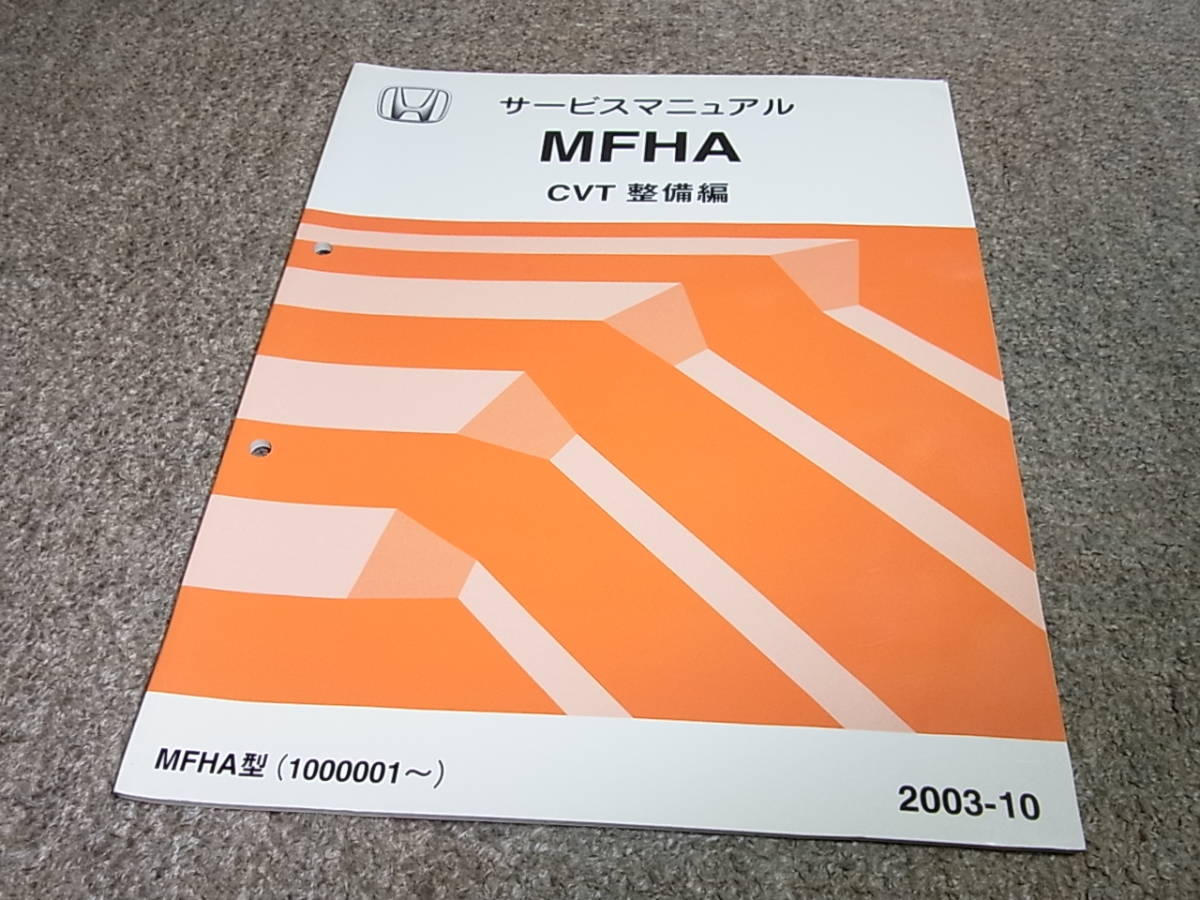 サービスマニュアル
MFHA
CVT 整備編
MFHA型 (1000001～)
2003-10